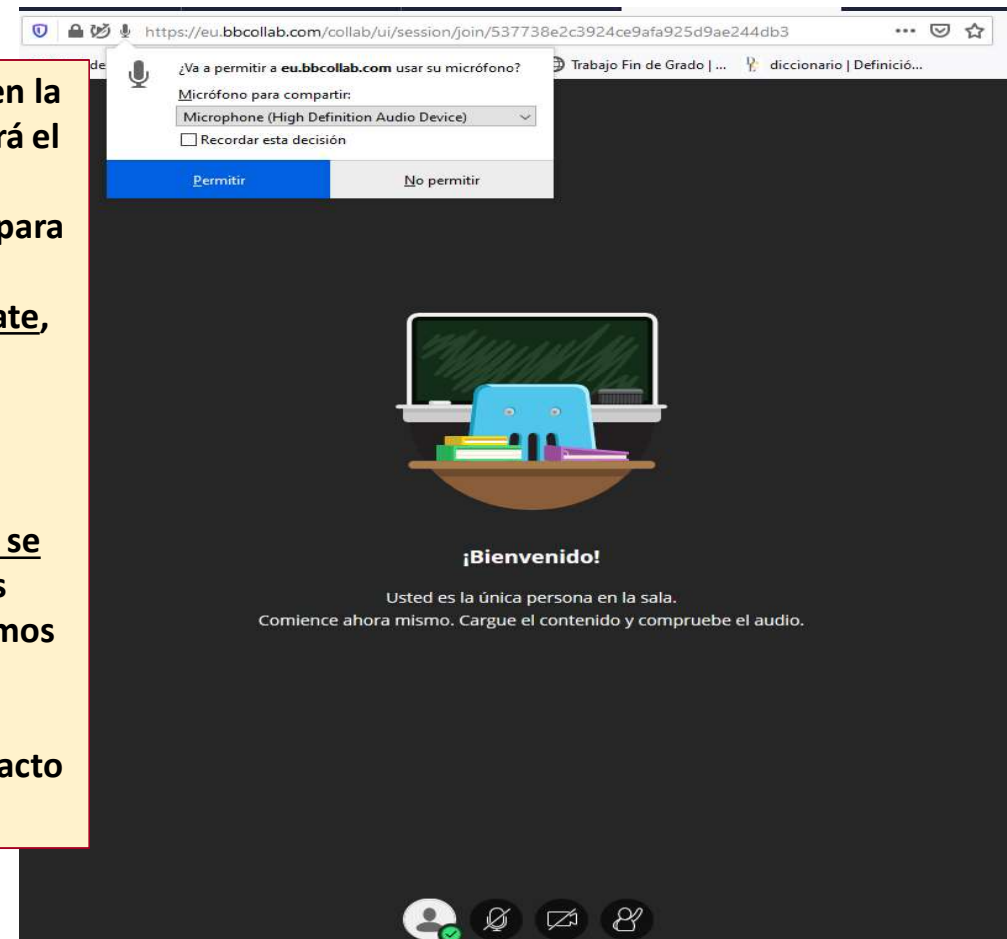 https://eu.bbcollab.com/collab/ui/session/join/537738e2c3924ce9afa925d9ae244db3
de
Trabajo Fin de Grado | ...
diccionario | Definició...
¿Va a permitir a eu.bbcollab.com usar su micrófono?
Micrófono para compartir:
Microphone (High Definition Audio Device)
Recordar esta decisión
Permitir
No permitir
en la
rá el
para
ate,
se
s
mos
acto
¡Bienvenido!
Usted es la única persona en la sala.
Comience ahora mismo. Cargue el contenido y compruebe el audio.